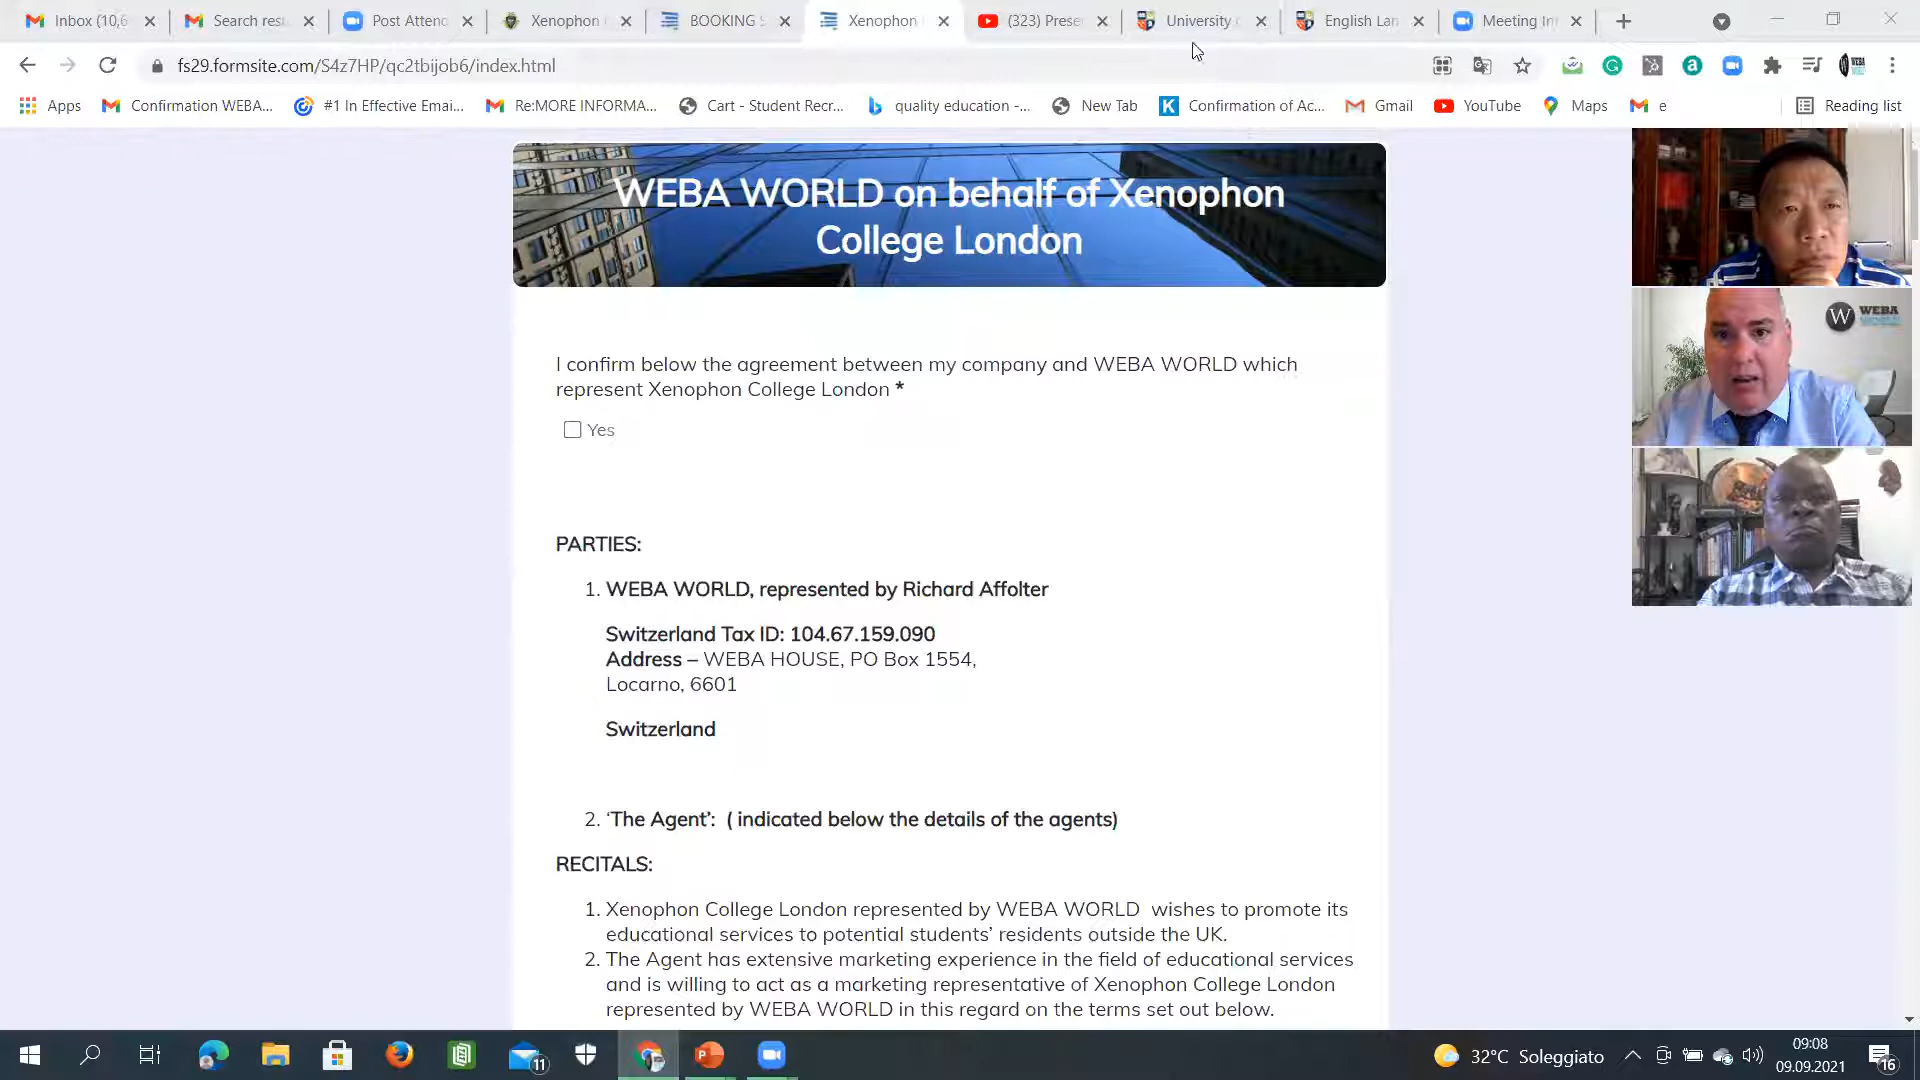 Inbox (10,6
Search res
Post Atteno
Xenophon
BOOKING S
Xenophon
(323) Prese
University
English Lan
Meeting In
fs29.formsite.com/S4z7HP/qc2tbijob6/index.html
Apps
Confirmation WEBA...
#1 In Effective Emai...
Re:MORE INFORMA...
Cart - Student Recr...
quality education -...
New Tab
Confirmation of Ac...
Gmail
YouTube
Maps
e
Reading list
WEBA WORLD on behalf of Xenophon
College London
W WEBA
I confirm below the agreement between my company and WEBA WORLD which
represent Xenophon College London *
Yes
PARTIES:
1. WEBA WORLD, represented by Richard Affolter
Switzerland Tax ID: 104.67.159.090
Address – WEBA HOUSE, PO Box 1554,
Locarno, 6601
Switzerland
2. ‘The Agent’: ( indicated below the details of the agents)
RECITALS:
1. Xenophon College London represented by WEBA WORLD wishes to promote its
educational services to potential students’ residents outside the UK.
2. The Agent has extensive marketing experience in the field of educational services
and is willing to act as a marketing representative of Xenophon College London
represented by WEBA WORLD in this regard on the terms set out below.
11
32°C Soleggiato
09:08
09.09.2021
16